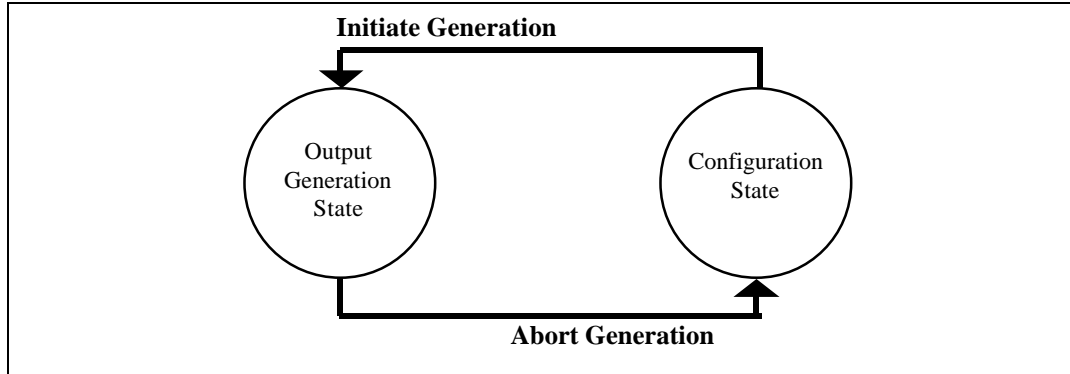 Initiate Generation
Output
Generation
State
Configuration
State
Abort Generation